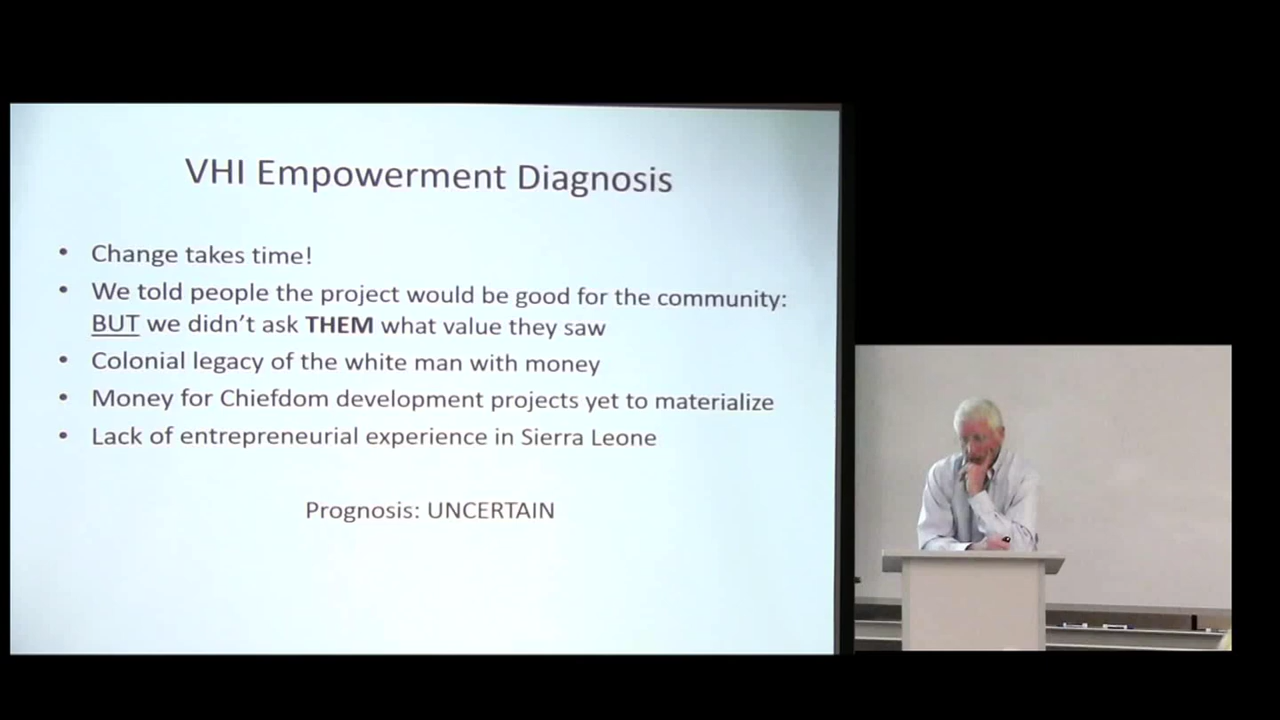 VHI Empowerment Diagnosis
• Change takes time!
• We told people the project would be good for the community:
BUT we didn't ask THEM what value they saw
• Colonial legacy of the white man with money
• Money for Chiefdom development projects yet to materialize
• Lack of entrepreneurial experience in Sierra Leone
Prognosis: UNCERTAIN